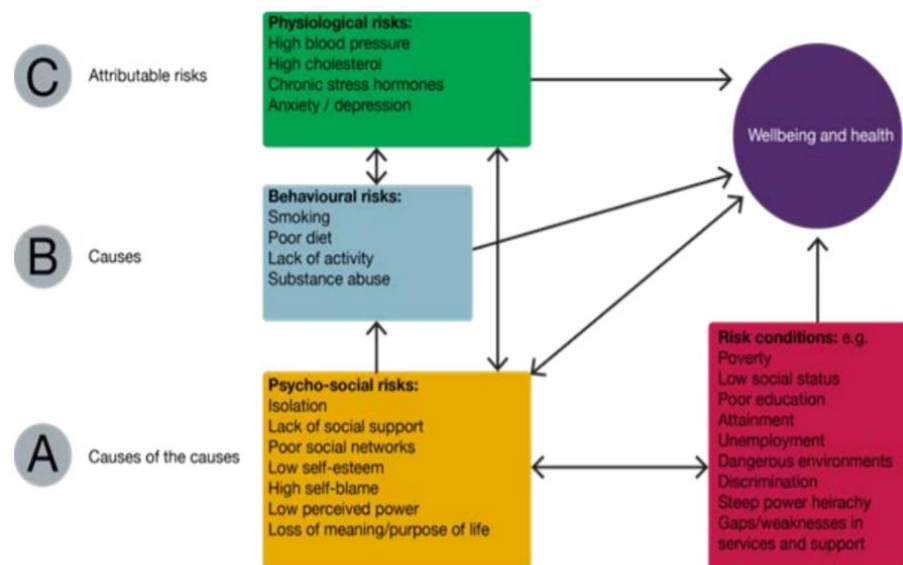 C
Attributable risks
Physiological risks:
High blood pressure
High cholesterol
Chronic stress hormones
Anxiety / depression
Wellbeing and health
B
Causes
Behavioural risks:
Smoking
Poor diet
Lack of activity
Substance abuse
A
Causes of the causes
Psycho-social risks:
Isolation
Lack of social support
Poor social networks
Low self-esteem
High self-blame
Low perceived power
Loss of meaning/purpose of life
Risk conditions: e.g.
Poverty
Low social status
Poor education
Attainment
Unemployment
Dangerous environments
Discrimination
Steep power heirachy
Gaps/weaknesses in
services and support